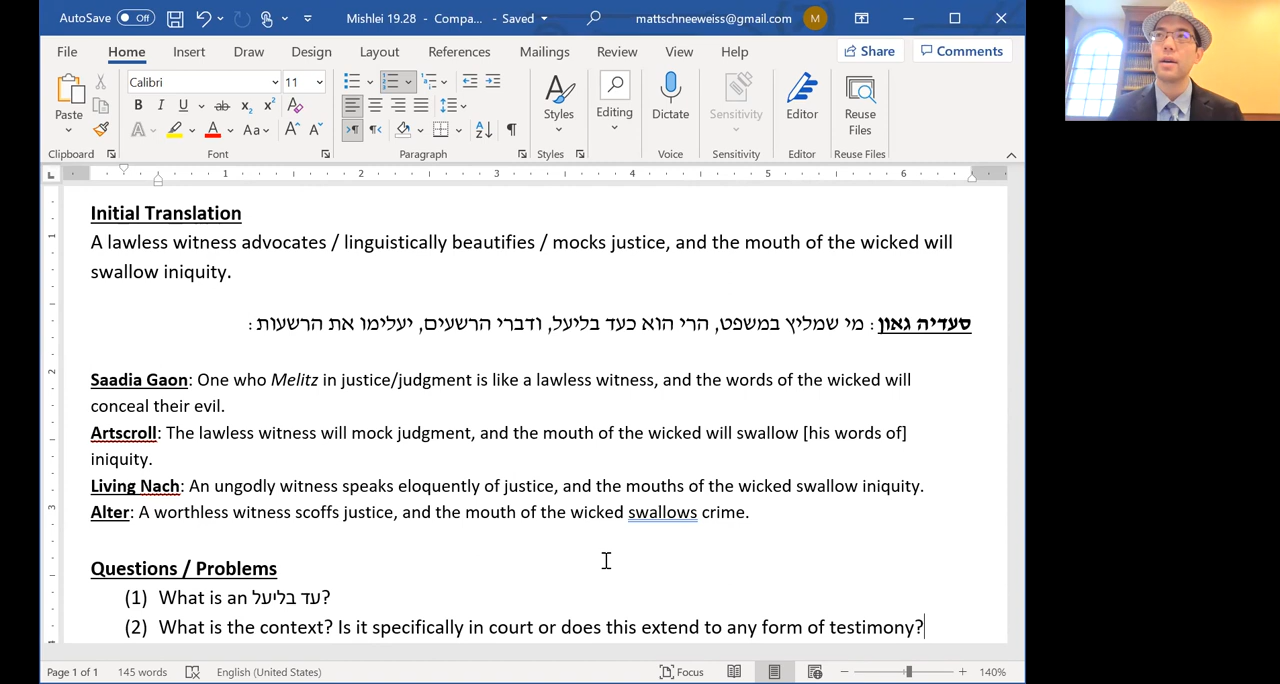 AutoSave Off Mishlei 19.28 - Compa... - Saved mattschneeweiss@gmail.com M
File Home Insert Draw Design Layout References Mailings Review View Help Share Comments
Calibri 11
Paste Styles Editing Dictate Sensitivity Editor Reuse Files
Clipboard Font Paragraph Styles Voice Sensitivity Editor Reuse Files
1 2 3 4 5 6
Initial Translation
A lawless witness advocates / linguistically beautifies / mocks justice, and the mouth of the wicked will
swallow iniquity.
סעדיה גאון: מי שמליץ במשפט, הרי הוא כעד בליעל, ודברי הרשעים, יעלימו את הרשעות:
Saadia Gaon: One who Melitz in justice/judgment is like a lawless witness, and the words of the wicked will
conceal their evil.
Artscroll: The lawless witness will mock judgment, and the mouth of the wicked will swallow [his words of]
iniquity.
Living Nach: An ungodly witness speaks eloquently of justice, and the mouths of the wicked swallow iniquity.
Alter: A worthless witness scoffs justice, and the mouth of the wicked swallows crime.
Questions / Problems
(1) What is an עד בליעל?
(2) What is the context? Is it specifically in court or does this extend to any form of testimony?
Page 1 of 1 145 words English (United States) Focus 140%